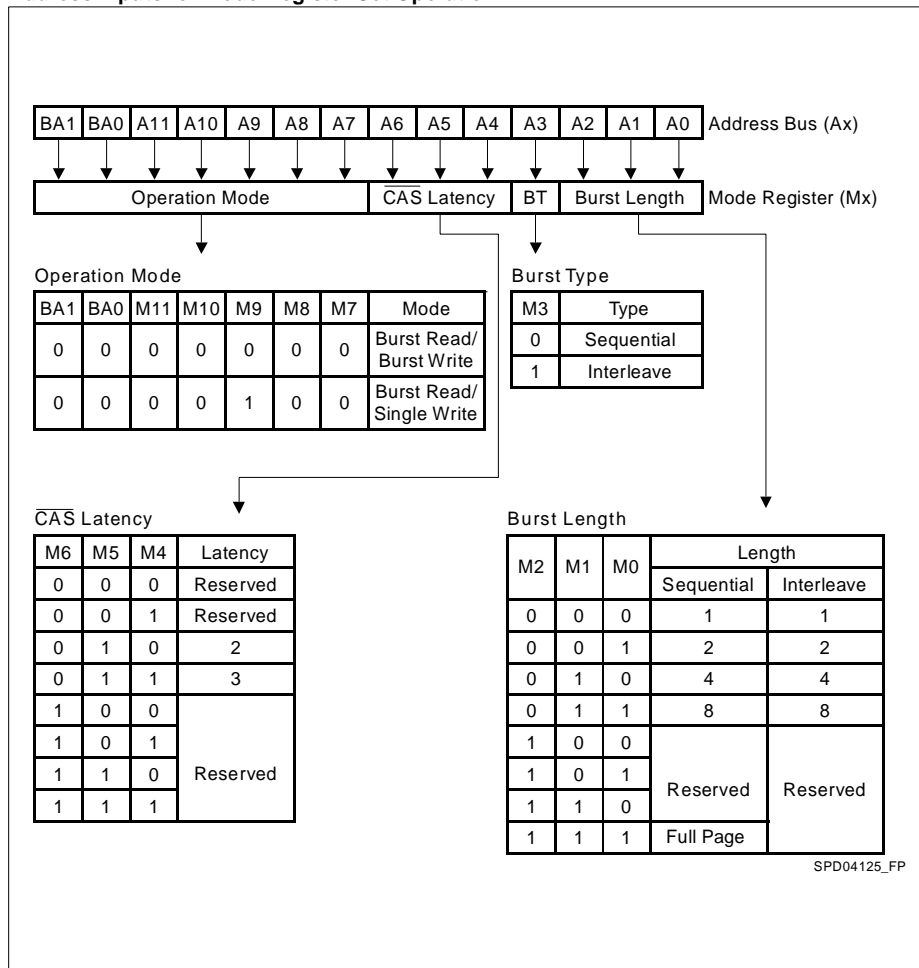 BA1 BA0 A11 A10 A9 A8 A7 A6 A5 A4 A3 A2 A1 A0 Address Bus (Ax)
Operation Mode CAS Latency BT Burst Length Mode Register (Mx)
Operation Mode
BA1 BA0 M11 M10 M9 M8 M7 Mode
0 0 0 0 0 0 0 Burst Read/
Burst Write
0 0 0 0 1 0 0 Burst Read/
Single Write
Burst Type
M3 Type
0 Sequential
1 Interleave
CAS Latency
M6 M5 M4 Latency
0 0 0 Reserved
0 0 1 Reserved
0 1 0 2
0 1 1 3
1 0 0
1 0 1
1 1 0 Reserved
1 1 1
Burst Length
M2 M1 M0 Length
Sequential Interleave
0 0 0 1 1
0 0 1 2 2
0 1 0 4 4
0 1 1 8 8
1 0 0
1 0 1 Reserved Reserved
1 1 0
1 1 1 Full Page
SPD04125_FP